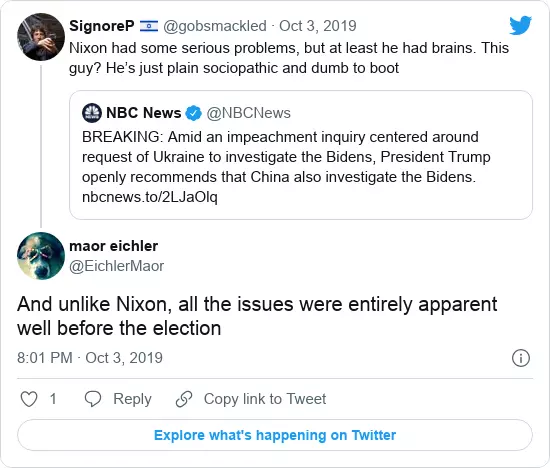 SignoreP 🇮🇱 @gobsmackled · Oct 3, 2019
Nixon had some serious problems, but at least he had brains. This
guy? He’s just plain sociopathic and dumb to boot
NBC News @NBCNews
BREAKING: Amid an impeachment inquiry centered around
request of Ukraine to investigate the Bidens, President Trump
openly recommends that China also investigate the Bidens.
nbcnews.to/2LJaOlq
maor eichler
@EichlerMaor
And unlike Nixon, all the issues were entirely apparent
well before the election
8:01 PM · Oct 3, 2019
1 Reply Copy link to Tweet
Explore what's happening on Twitter